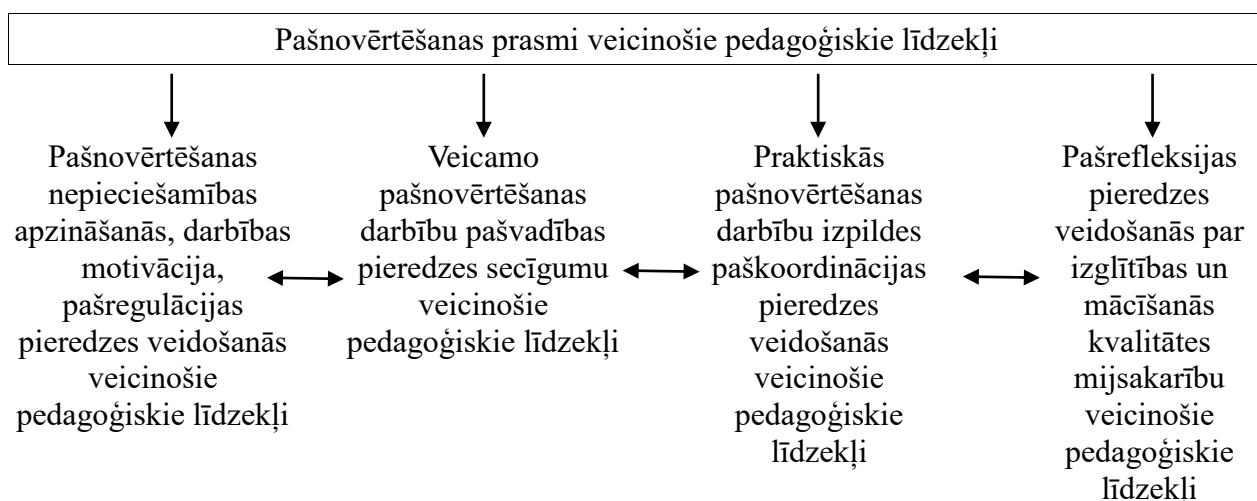 Pašnovērtēšanas prasmi veicinošie pedagoģiskie līdzekļi
Pašnovērtēšanas
nepieciešamības
apzināšanās, darbības
motivācija,
pašregulācijas
pieredzes veidošanās
veicinošie
pedagoģiskie līdzekļi
Veicamo
pašnovērtēšanas
darbību pašvadības
pieredzes secīgumu
veicinošie
pedagoģiskie līdzekļi
Praktiskās
pašnovērtēšanas
darbību izpildes
paškoordinācijas
pieredzes
veidošanās
veicinošie
pedagoģiskie
līdzekļi
Pašrefleksijas
pieredzes
veidošanās par
izglītības un
mācīšanās
kvalitātes
mijsakarību
veicinošie
pedagoģiskie
līdzekļi